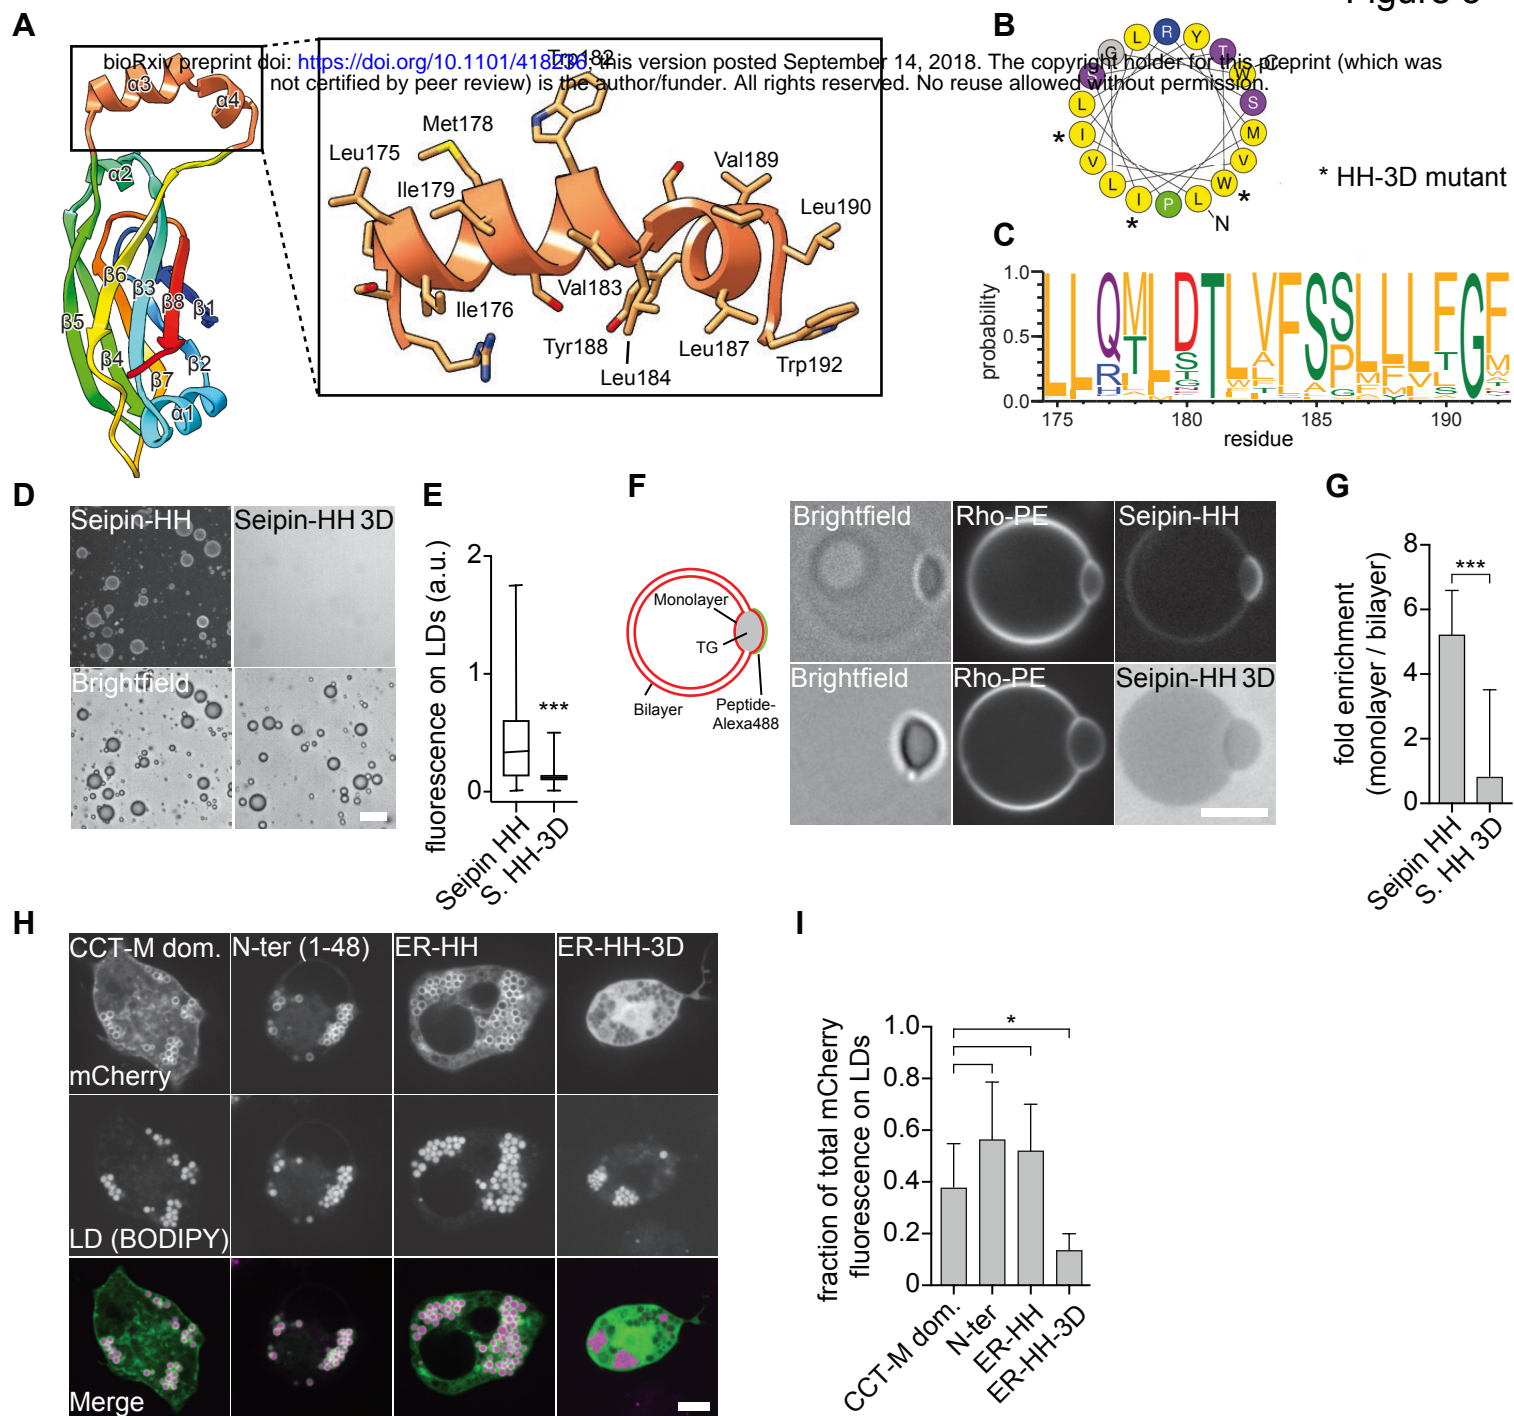 Figure 3
A
bioRxiv preprint doi: https://doi.org/10.1101/418236; this version posted September 14, 2018. The copyright holder for this preprint (which was
not certified by peer review) is the author/funder. All rights reserved. No reuse allowed without permission.
α3
α4
α2
β6
β3
β8
β1
β5
β4
β2
β7
α1
Trp182
Met178
Leu175
Ile179
Val189
Leu190
Ile176
Val183
Tyr188
Leu184
Leu187
Trp192
B
L R Y
G T
W C
S
L S
I M
* V V
L W *
I P L
* N
* HH-3D mutant
C
probability
1.0
0.5
0.0
LLQMLDTLVFSSLLLFGF
175 180 185 190
residue
D
Seipin-HH
Seipin-HH 3D
Brightfield
E
fluorescence on LDs (a.u.)
2
1
0
***
Seipin HH
S. HH-3D
F
Monolayer
TG
Bilayer
Peptide-
Alexa488
Brightfield
Rho-PE
Seipin-HH
Brightfield
Rho-PE
Seipin-HH 3D
G
fold enrichment
(monolayer / bilayer)
8
6
4
2
0
***
Seipin HH
S. HH 3D
H
CCT-M dom.
N-ter (1-48)
ER-HH
ER-HH-3D
mCherry
LD (BODIPY)
Merge
I
fraction of total mCherry
fluorescence on LDs
1.0
0.8
0.6
0.4
0.2
0
*
CCT-M dom.
N-ter
ER-HH
ER-HH-3D